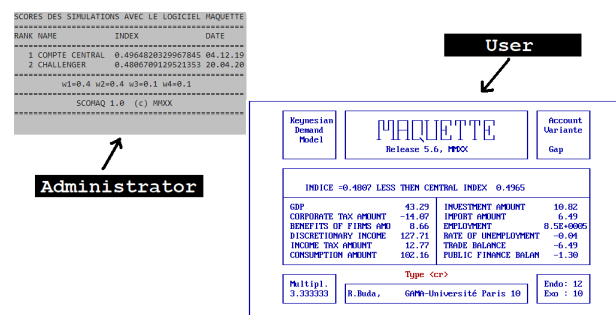 SCORES DES SIMULATIONS AVEC LE LOGICIEL MAQUETTE
RANK NAME INDEX DATE
1 COMPTE CENTRAL 0.4964820329967845 04.12.19
2 CHALLENGER 0.4806709129521353 20.04.20
w1=0.4 w2=0.4 w3=0.1 w4=0.1
SCOMAQ 1.0 (c) MMXX
Administrator
User
Keynesian
Demand
Model
MAQUETTE
Release 5.6, MMXX
Account
Variante
Gap
INDICE =0.4807 LESS THEN CENTRAL INDEX 0.4965
GDP 43.29 INVESTMENT AMOUNT 10.82
CORPORATE TAX AMOUNT -14.07 IMPORT AMOUNT 6.49
BENEFITS OF FIRMS AMO 8.66 EMPLOYMENT 8.5E+0005
DISCRETIONARY INCOME 127.71 RATE OF UNEMPLOYMENT -0.04
INCOME TAX AMOUNT 12.77 TRADE BALANCE -6.49
CONSUMPTION AMOUNT 102.16 PUBLIC FINANCE BALAN -1.30
Type <cr>
Multipl.
3.333333
R.Buda, GAMA-Université Paris 10
Endo: 12
Exo : 10